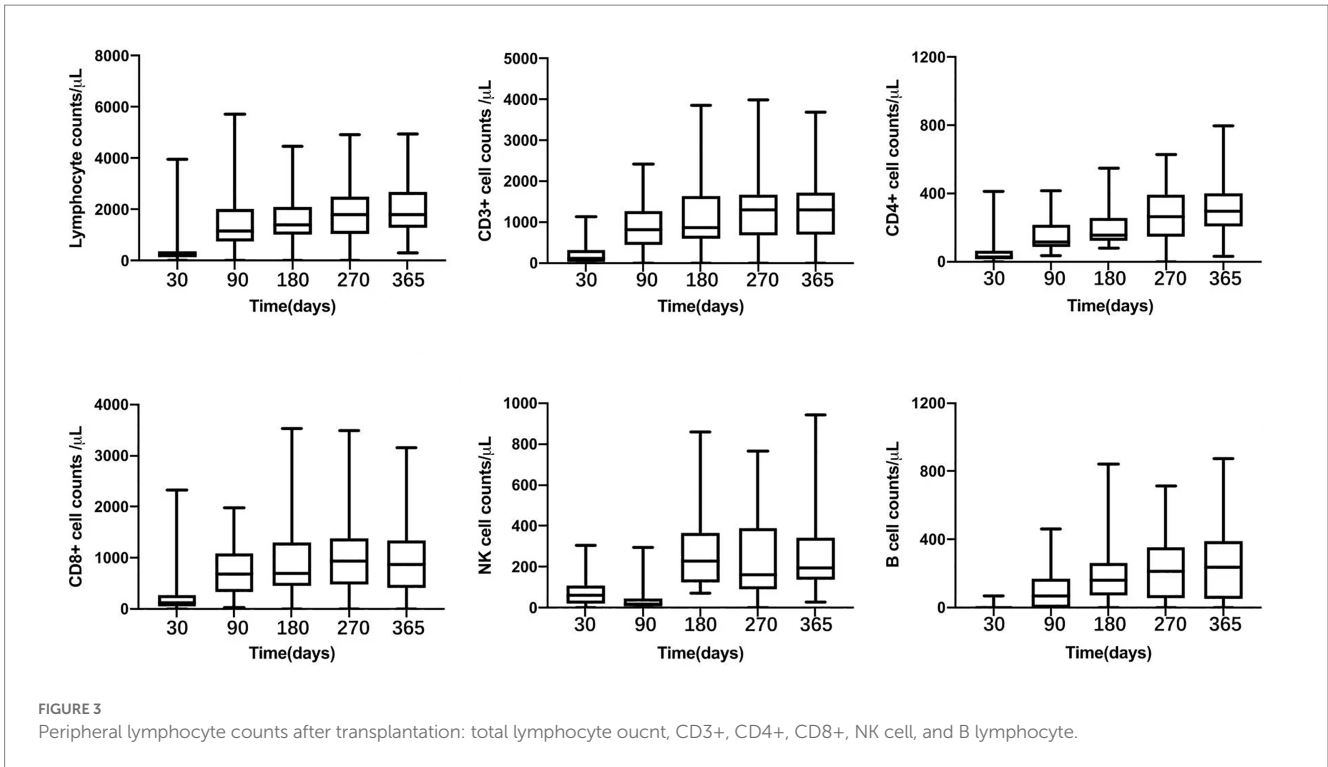 Lymphocyte counts/μL
8000
6000
4000
2000
0
30 90 180 270 365
Time(days)
CD3+ cell counts /μL
5000
4000
3000
2000
1000
0
30 90 180 270 365
Time(days)
CD4+ cell counts/μL
1200
800
400
0
30 90 180 270 365
Time(days)
CD8+ cell counts /μL
4000
3000
2000
1000
0
30 90 180 270 365
Time(days)
NK cell counts/μL
1000
800
600
400
200
0
30 90 180 270 365
Time(days)
B cell counts/μL
1200
800
400
0
30 90 180 270 365
Time(days)
FIGURE 3
Peripheral lymphocyte counts after transplantation: total lymphocyte oucnt, CD3+, CD4+, CD8+, NK cell, and B lymphocyte.